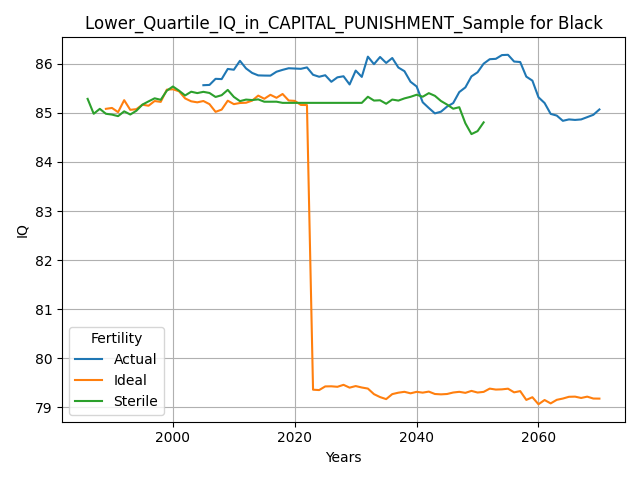 Lower_Quartile_IQ_in_CAPITAL_PUNISHMENT_Sample for Black
IQ
86
85
84
83
82
81
80
79
Fertility
Actual
Ideal
Sterile
2000
2020
2040
2060
Years